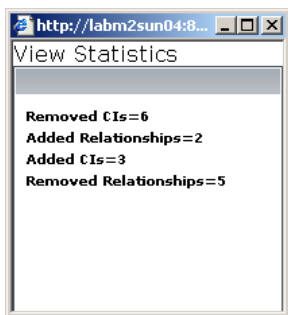 http://labm2sun04:8...
View Statistics
Removed CIs=6
Added Relationships=2
Added CIs=3
Removed Relationships=5